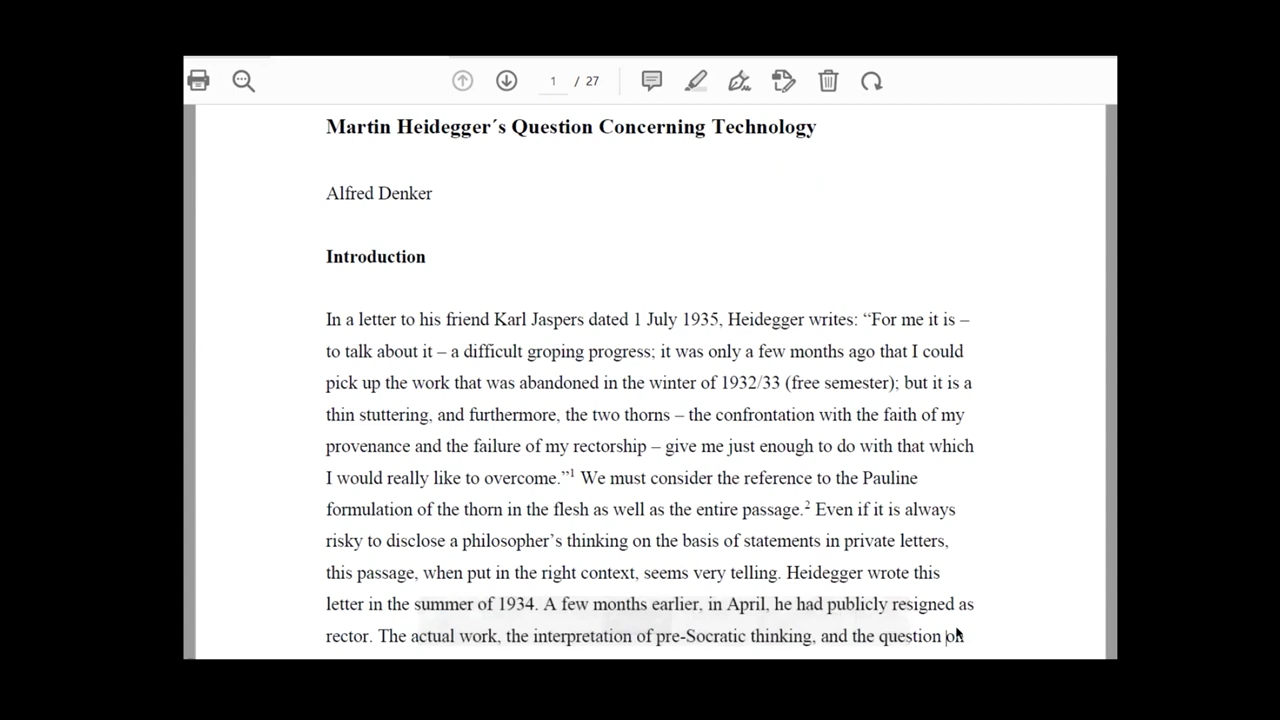 1 / 27
Martin Heidegger´s Question Concerning Technology
Alfred Denker
Introduction
In a letter to his friend Karl Jaspers dated 1 July 1935, Heidegger writes: “For me it is –
to talk about it – a difficult groping progress; it was only a few months ago that I could
pick up the work that was abandoned in the winter of 1932/33 (free semester); but it is a
thin stuttering, and furthermore, the two thorns – the confrontation with the faith of my
provenance and the failure of my rectorship – give me just enough to do with that which
I would really like to overcome.”¹ We must consider the reference to the Pauline
formulation of the thorn in the flesh as well as the entire passage.² Even if it is always
risky to disclose a philosopher’s thinking on the basis of statements in private letters,
this passage, when put in the right context, seems very telling. Heidegger wrote this
letter in the summer of 1934. A few months earlier, in April, he had publicly resigned as
rector. The actual work, the interpretation of pre-Socratic thinking, and the question on